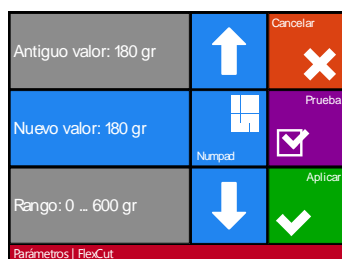 Antiguo valor: 180 gr
Cancelar
Nuevo valor: 180 gr
Numpad
Prueba
Rango: 0 ... 600 gr
Aplicar
Parámetros | FlexCut